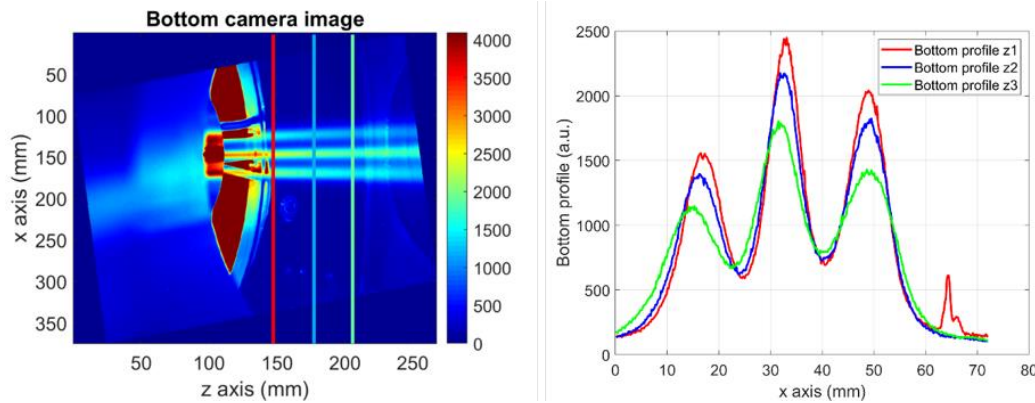 Bottom camera image
50
100
150
200
250
300
350
x axis (mm)
50 100 150 200 250
z axis (mm)
4000
3500
3000
2500
2000
1500
1000
500
0
2500
2000
1500
1000
500
0
Bottom profile (a.u.)
0 10 20 30 40 50 60 70 80
x axis (mm)
Bottom profile z1
Bottom profile z2
Bottom profile z3